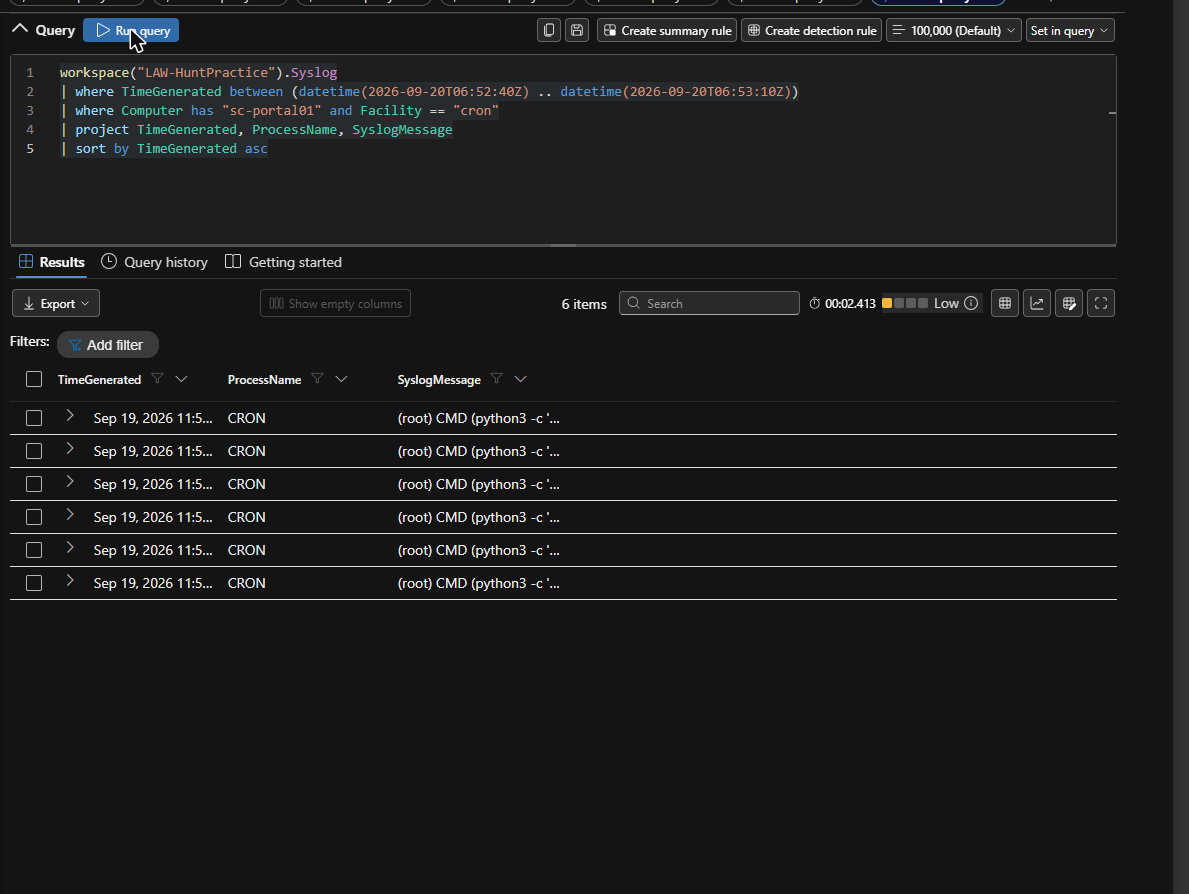 Query
Run query
Create summary rule
Create detection rule
100,000 (Default)
Set in query
1 workspace("LAW-HuntPractice").Syslog
2 | where TimeGenerated between (datetime(2026-09-20T06:52:40Z) .. datetime(2026-09-20T06:53:10Z))
3 | where Computer has "sc-portal01" and Facility == "cron"
4 | project TimeGenerated, ProcessName, SyslogMessage
5 | sort by TimeGenerated asc
Results Query history Getting started
Export Show empty columns 6 items Search 00:02.413 Low
Filters: Add filter
TimeGenerated ProcessName SyslogMessage
Sep 19, 2026 11:5... CRON (root) CMD (python3 -c '...
Sep 19, 2026 11:5... CRON (root) CMD (python3 -c '...
Sep 19, 2026 11:5... CRON (root) CMD (python3 -c '...
Sep 19, 2026 11:5... CRON (root) CMD (python3 -c '...
Sep 19, 2026 11:5... CRON (root) CMD (python3 -c '...
Sep 19, 2026 11:5... CRON (root) CMD (python3 -c '...